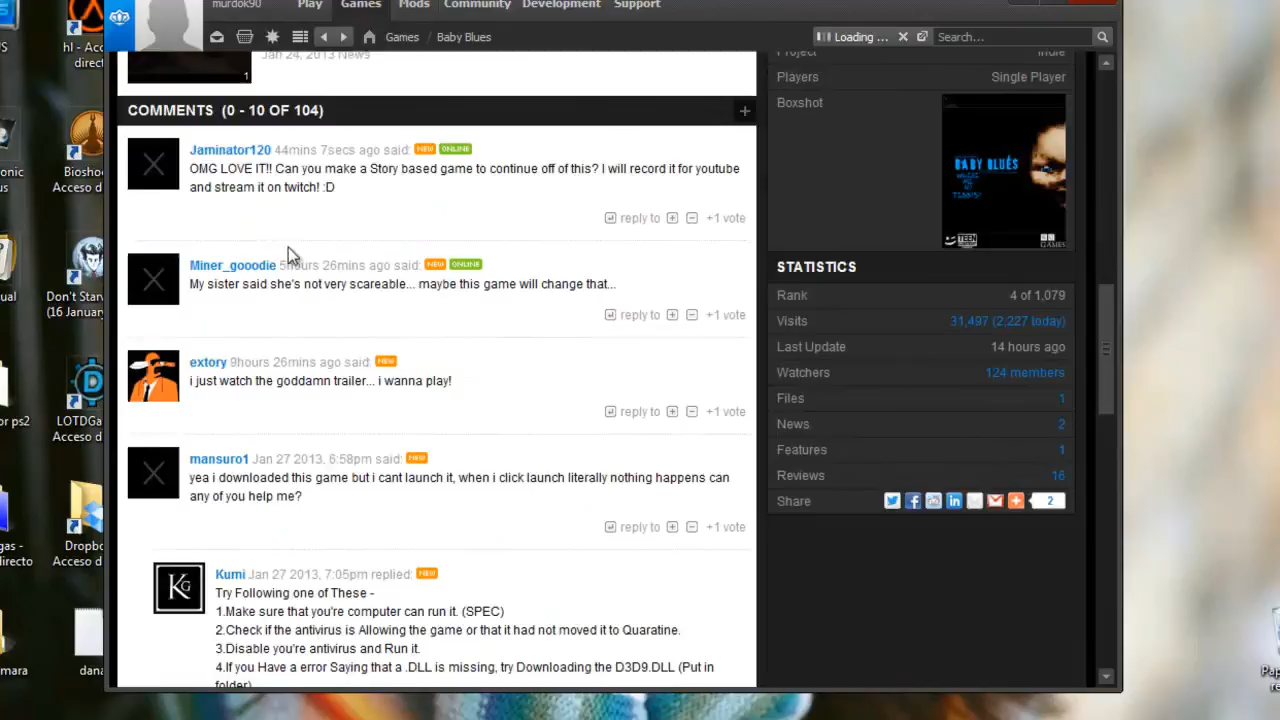 murdok90 Play Games Mods Community Development Support
Games Baby Blues Loading ... Search...
Jan 24, 2013 News
1
COMMENTS (0 - 10 OF 104)
Jaminator120 44mins 7secs ago said: NEW ONLINE
OMG LOVE IT!! Can you make a Story based game to continue off of this? I will record it for youtube
and stream it on twitch! :D
reply to +1 vote
Miner_gooodie 5hours 26mins ago said: NEW ONLINE
My sister said she's not very scareable... maybe this game will change that...
reply to +1 vote
extory 9hours 26mins ago said: NEW
i just watch the goddamn trailer... i wanna play!
reply to +1 vote
mansuro1 Jan 27 2013, 6:58pm said: NEW
yea i downloaded this game but i cant launch it, when i click launch literally nothing happens can
any of you help me?
reply to +1 vote
KG
Kumi Jan 27 2013, 7:05pm replied: NEW
Try Following one of These -
1.Make sure that you're computer can run it. (SPEC)
2.Check if the antivirus is Allowing the game or that it had not moved it to Quaratine.
3.Disable you're antivirus and Run it.
4.If you Have a error Saying that a .DLL is missing, try Downloading the D3D9.DLL (Put in
folder)
Project Indie
Players Single Player
Boxshot
BABY BLUES
TEEN
GAMES
STATISTICS
Rank 4 of 1,079
Visits 31,497 (2,227 today)
Last Update 14 hours ago
Watchers 124 members
Files 1
News 2
Features 1
Reviews 16
Share 2
hl - Acc
direct
Biosho
Acceso d
Don't Starv
(16 January
LOTDGa
Acceso d
Dropbo
Acceso d
dana
onic
us
ual
or ps2
gas -
directo
mara
Pap
re